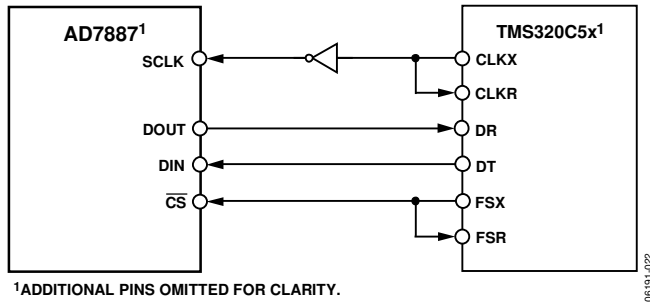 AD7887¹
TMS320C5x¹
SCLK
CLKX
CLKR
DOUT
DR
DIN
DT
CS
FSX
FSR
¹ADDITIONAL PINS OMITTED FOR CLARITY.
06191-022